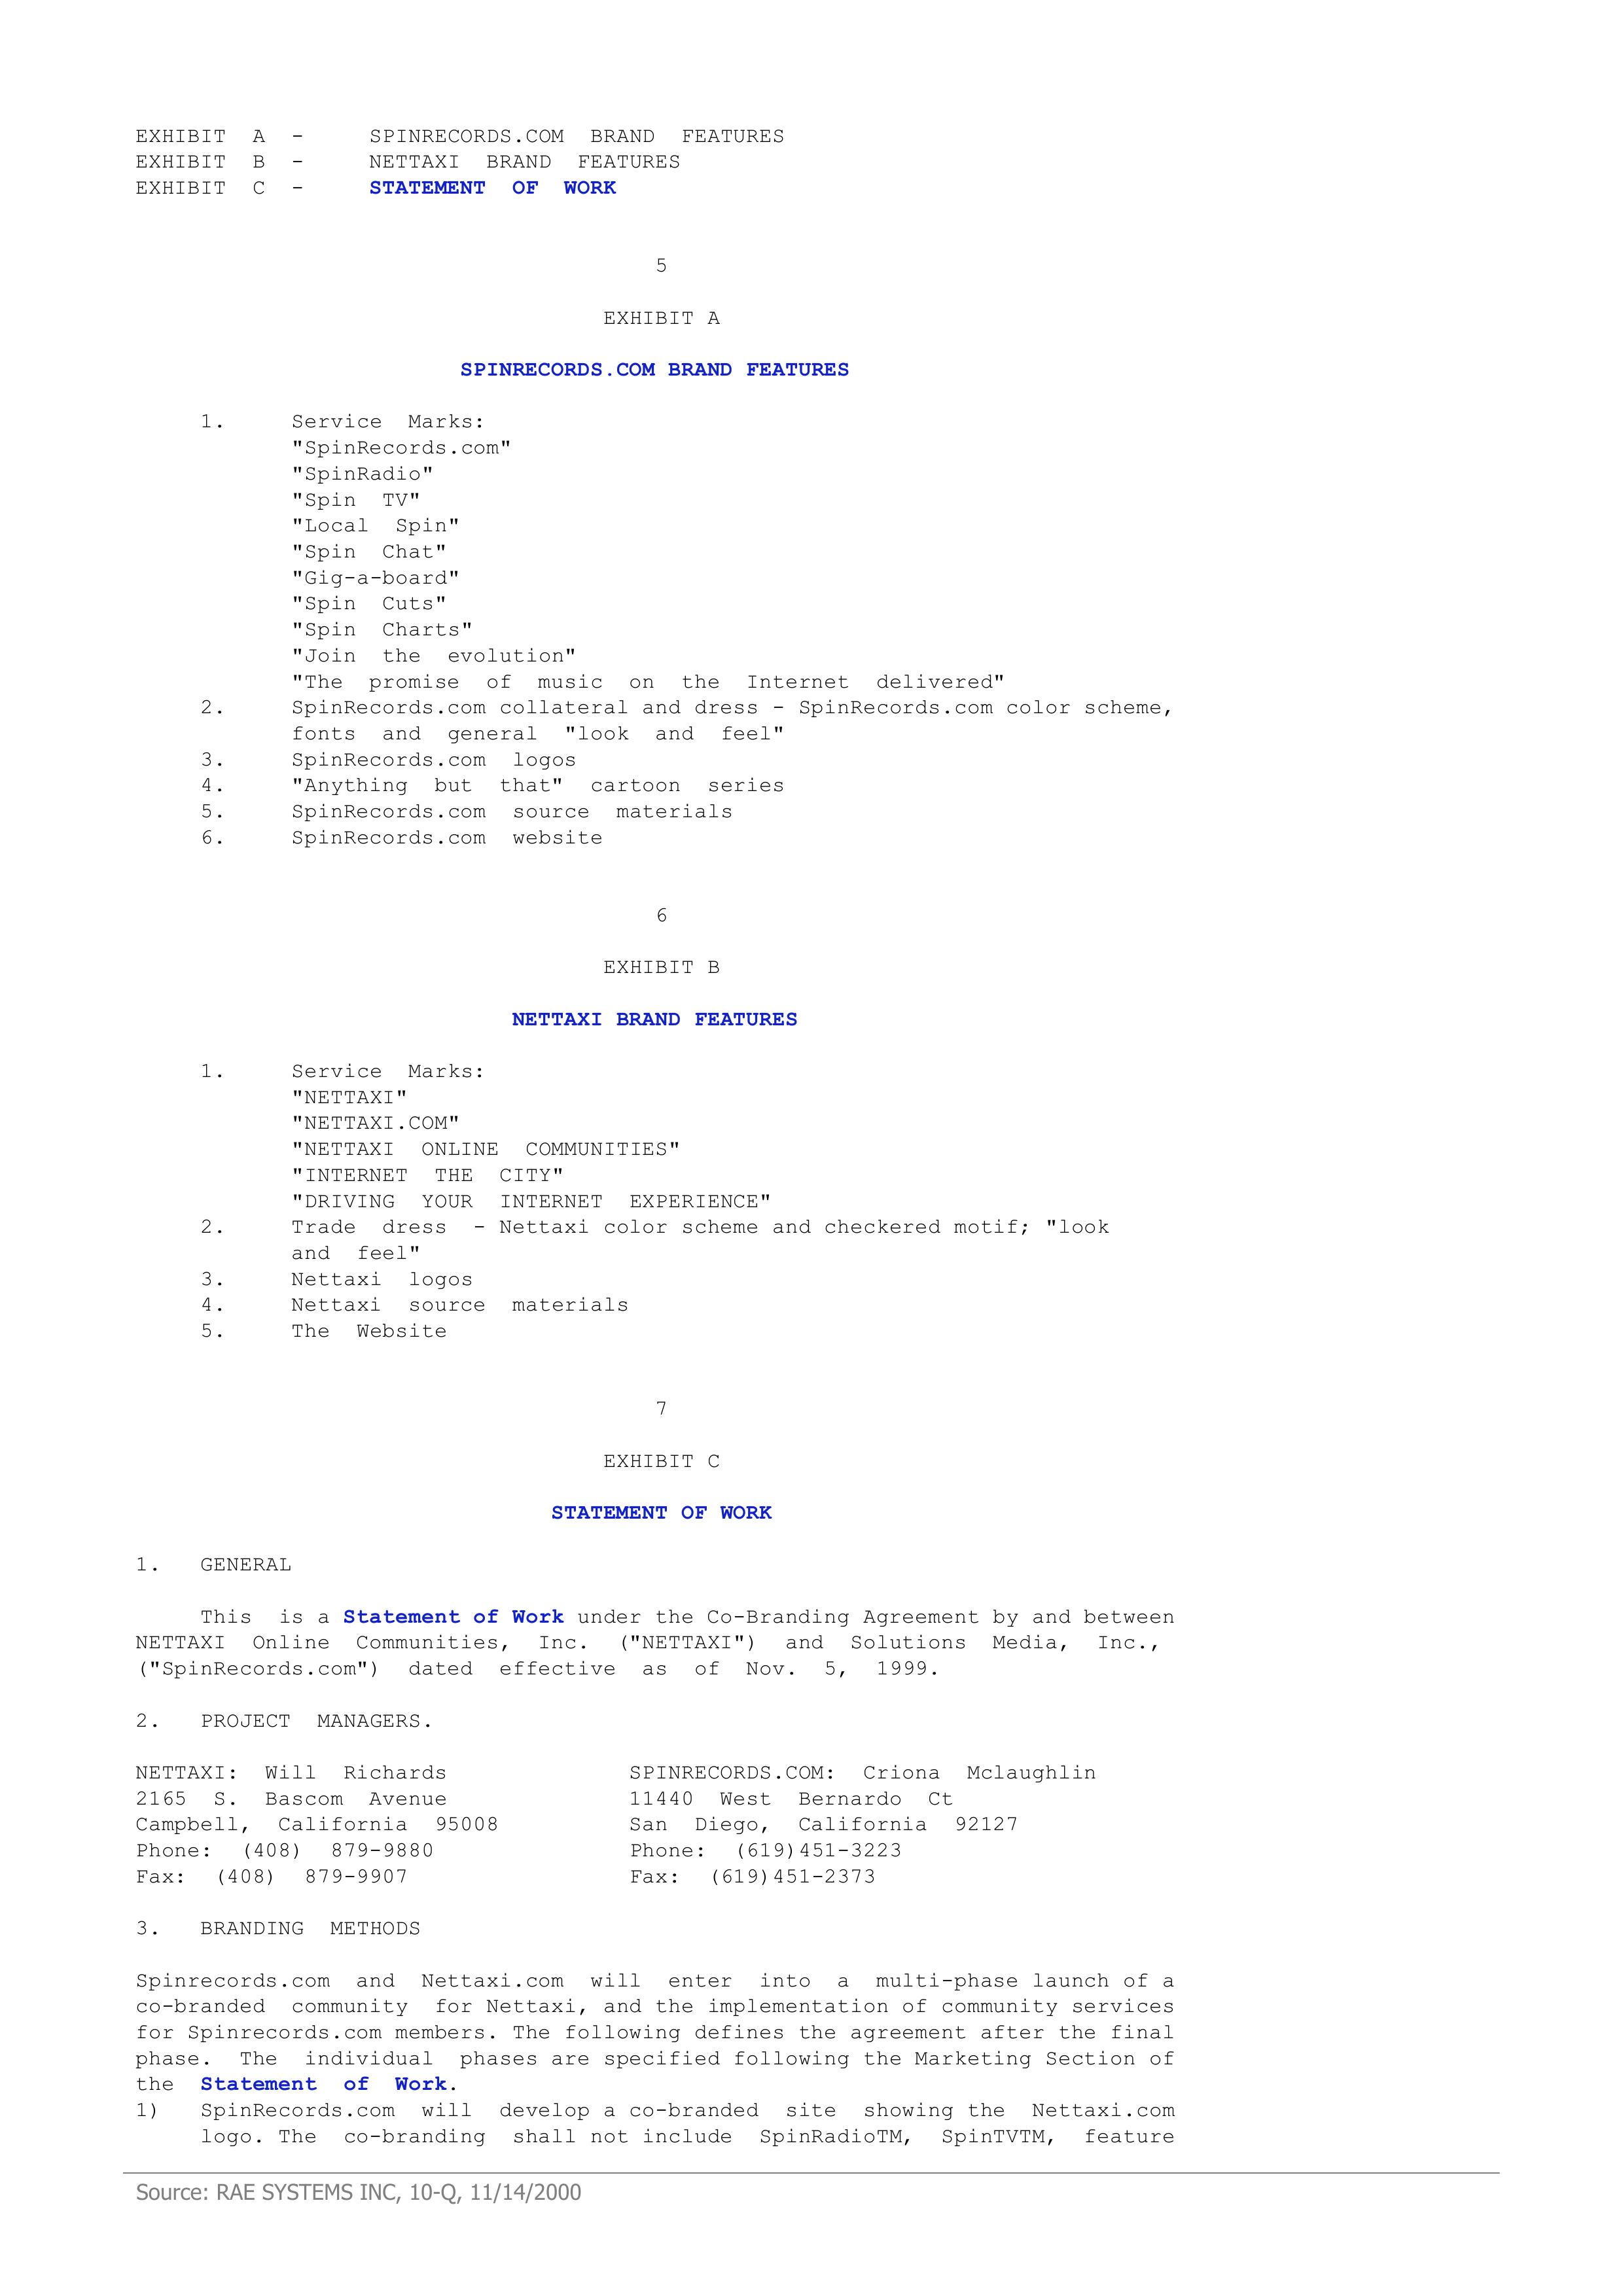 EXHIBIT A - SPINRECORDS.COM BRAND FEATURES
EXHIBIT B - NETTAXI BRAND FEATURES
EXHIBIT C - STATEMENT OF WORK
5
EXHIBIT A
SPINRECORDS.COM BRAND FEATURES
1. Service Marks:
"SpinRecords.com"
"SpinRadio"
"Spin TV"
"Local Spin"
"Spin Chat"
"Gig-a-board"
"Spin Cuts"
"Spin Charts"
"Join the evolution"
"The promise of music on the Internet delivered"
2. SpinRecords.com collateral and dress - SpinRecords.com color scheme,
fonts and general "look and feel"
3. SpinRecords.com logos
4. "Anything but that" cartoon series
5. SpinRecords.com source materials
6. SpinRecords.com website
6
EXHIBIT B
NETTAXI BRAND FEATURES
1. Service Marks:
"NETTAXI"
"NETTAXI.COM"
"NETTAXI ONLINE COMMUNITIES"
"INTERNET THE CITY"
"DRIVING YOUR INTERNET EXPERIENCE"
2. Trade dress - Nettaxi color scheme and checkered motif; "look
and feel"
3. Nettaxi logos
4. Nettaxi source materials
5. The Website
7
EXHIBIT C
STATEMENT OF WORK
1. GENERAL
This is a Statement of Work under the Co-Branding Agreement by and between
NETTAXI Online Communities, Inc. ("NETTAXI") and Solutions Media, Inc.,
("SpinRecords.com") dated effective as of Nov. 5, 1999.
2. PROJECT MANAGERS.
NETTAXI: Will Richards SPINRECORDS.COM: Criona Mclaughlin
2165 S. Bascom Avenue 11440 West Bernardo Ct
Campbell, California 95008 San Diego, California 92127
Phone: (408) 879-9880 Phone: (619)451-3223
Fax: (408) 879-9907 Fax: (619)451-2373
3. BRANDING METHODS
Spinrecords.com and Nettaxi.com will enter into a multi-phase launch of a
co-branded community for Nettaxi, and the implementation of community services
for Spinrecords.com members. The following defines the agreement after the final
phase. The individual phases are specified following the Marketing Section of
the Statement of Work.
1) SpinRecords.com will develop a co-branded site showing the Nettaxi.com
logo. The co-branding shall not include SpinRadioTM, SpinTVTM, feature
Source: RAE SYSTEMS INC, 10-Q, 11/14/2000